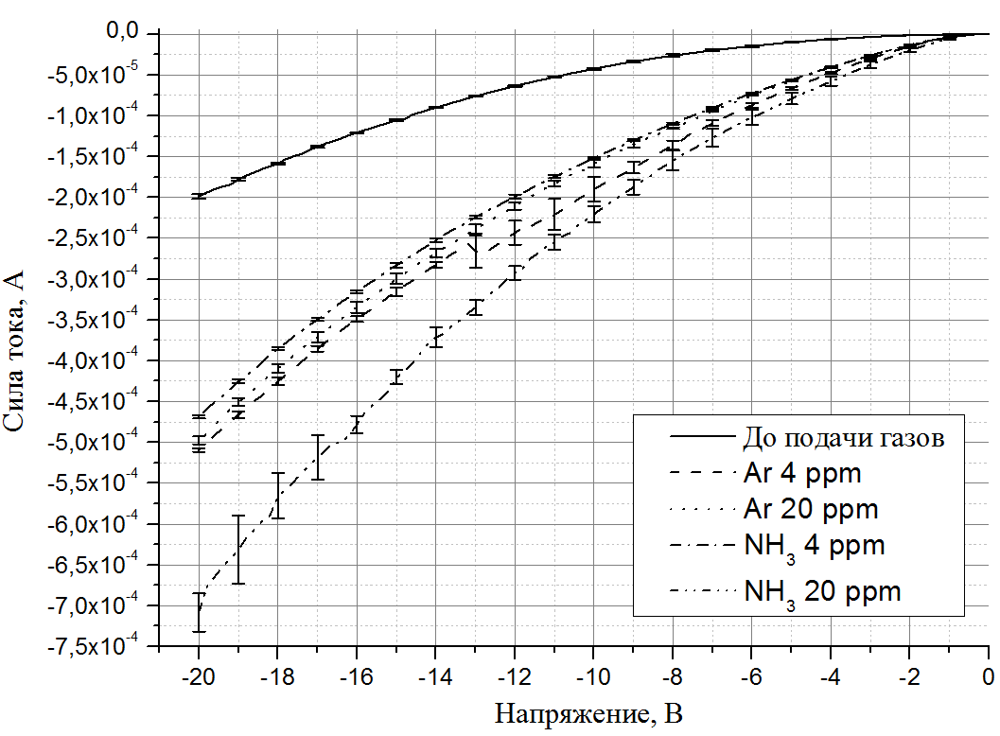 0,0
-5,0x10⁻⁵
-1,0x10⁻⁴
-1,5x10⁻⁴
-2,0x10⁻⁴
-2,5x10⁻⁴
-3,0x10⁻⁴
-3,5x10⁻⁴
-4,0x10⁻⁴
-4,5x10⁻⁴
-5,0x10⁻⁴
-5,5x10⁻⁴
-6,0x10⁻⁴
-6,5x10⁻⁴
-7,0x10⁻⁴
-7,5x10⁻⁴
Сила тока, А
До подачи газов
Ar 4 ppm
Ar 20 ppm
NH₃ 4 ppm
NH₃ 20 ppm
-20 -18 -16 -14 -12 -10 -8 -6 -4 -2 0
Напряжение, В